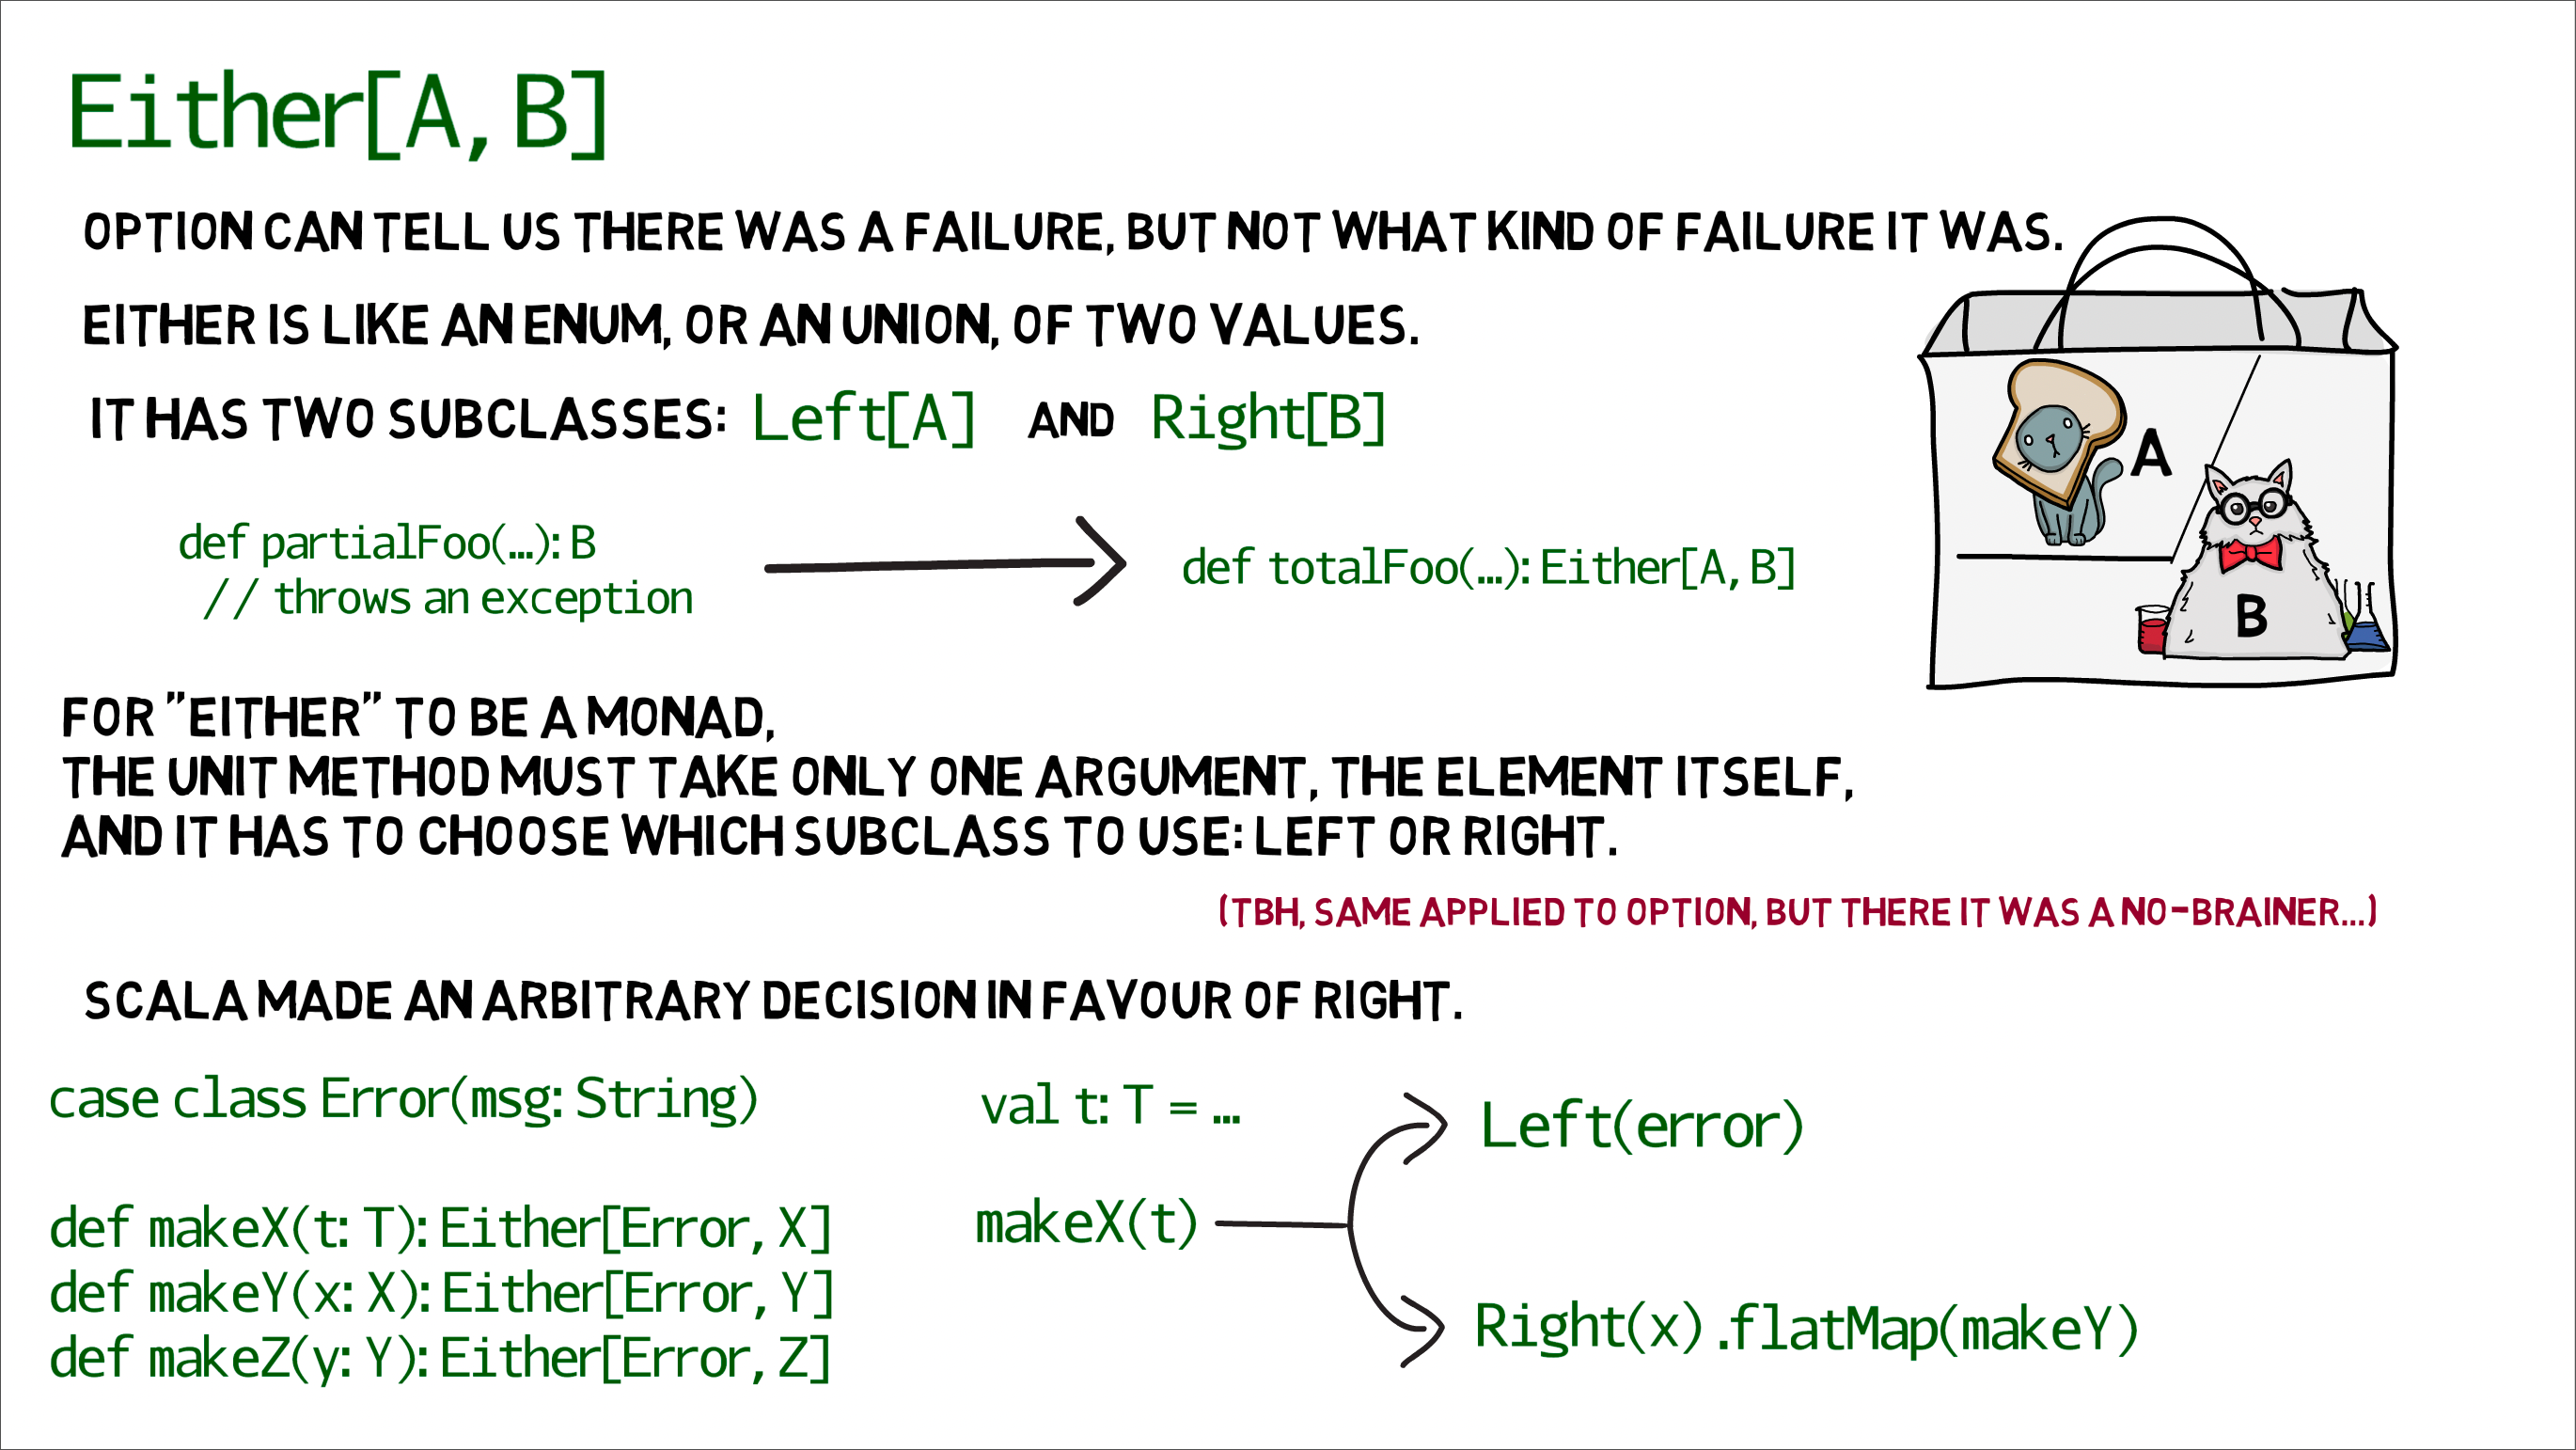 Either[A, B]
OPTION CAN TELL US THERE WAS A FAILURE, BUT NOT WHAT KIND OF FAILURE IT WAS.
EITHER IS LIKE AN ENUM, OR AN UNION, OF TWO VALUES.
IT HAS TWO SUBCLASSES: Left[A] AND Right[B]
A
B
def partialFoo(…): B
// throws an exception
def totalFoo(…): Either[A, B]
FOR "EITHER" TO BE A MONAD,
THE UNIT METHOD MUST TAKE ONLY ONE ARGUMENT, THE ELEMENT ITSELF,
AND IT HAS TO CHOOSE WHICH SUBCLASS TO USE: LEFT OR RIGHT.
(TBH, SAME APPLIED TO OPTION, BUT THERE IT WAS A NO-BRAINER...)
SCALA MADE AN ARBITRARY DECISION IN FAVOUR OF RIGHT.
case class Error(msg: String)
def makeX(t: T): Either[Error, X]
def makeY(x: X): Either[Error, Y]
def makeZ(y: Y): Either[Error, Z]
val t: T = …
makeX(t)
Left(error)
Right(x).flatMap(makeY)